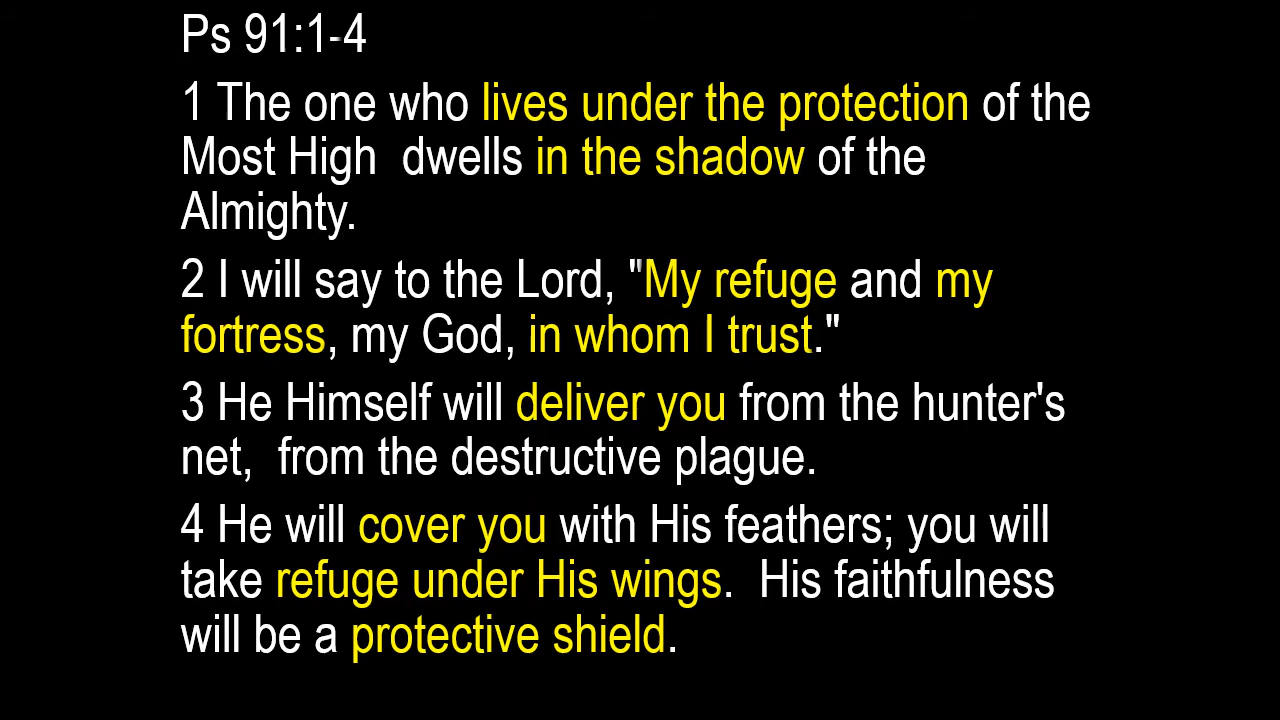 Ps 91:1-4
1 The one who lives under the protection of the
Most High  dwells in the shadow of the
Almighty.
2 I will say to the Lord, "My refuge and my
fortress, my God, in whom I trust."
3 He Himself will deliver you from the hunter's
net,  from the destructive plague.
4 He will cover you with His feathers; you will
take refuge under His wings.  His faithfulness
will be a protective shield.